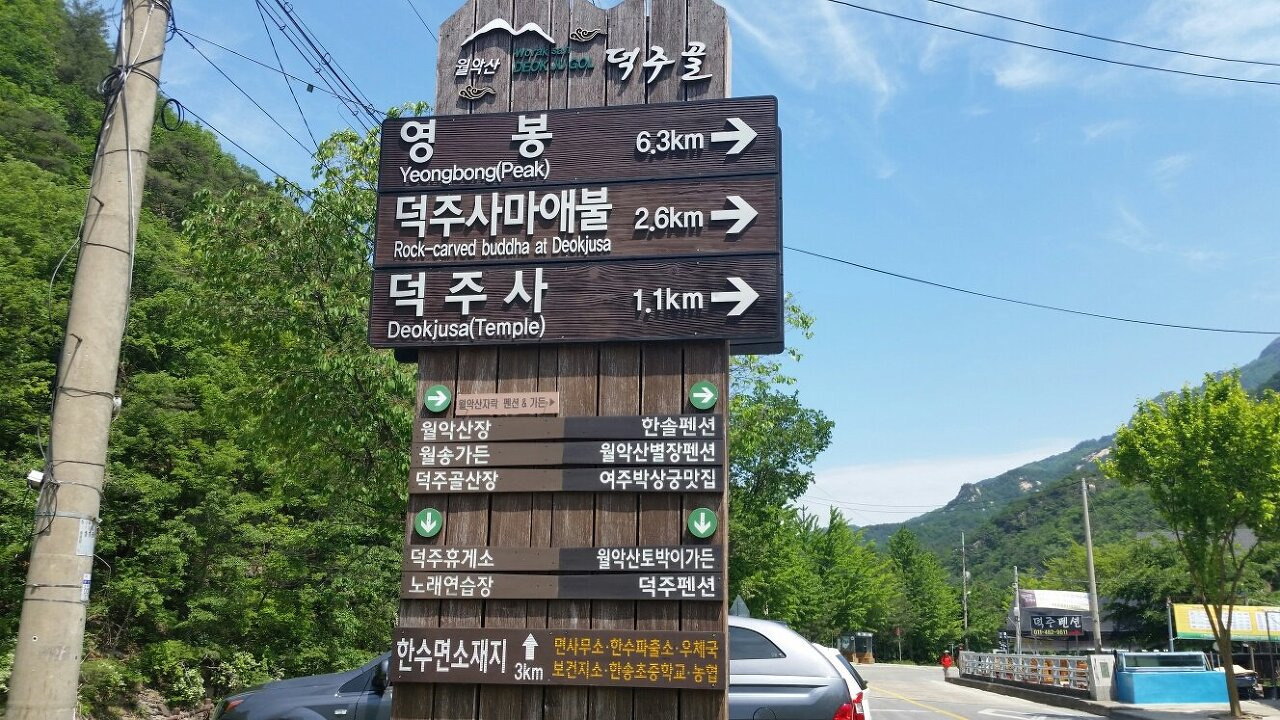 월악산 Worak san DEOKJUGOL 덕주골
영 봉 6.3km →
Yeongbong(Peak)
덕주사마애불 2.6km →
Rock-carved buddha at Deokjusa
덕 주 사 1.1km →
Deokjusa(Temple)
월악산자락 펜션 & 가든
월악산장 한솔펜션
월송가든 월악산별장펜션
덕주골산장 여주박상궁맛집
덕주휴게소 월악산토박이가든
노래연습장 덕주펜션
한수면소재지 ↑ 3km
면사무소·한수파출소·우체국
보건지소·한송초등학교·농협
덕주펜션